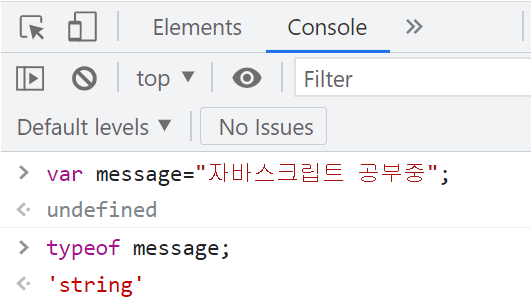 Elements Console
top Filter
Default levels No Issues
> var message="자바스크립트 공부중";
undefined
> typeof message;
'string'